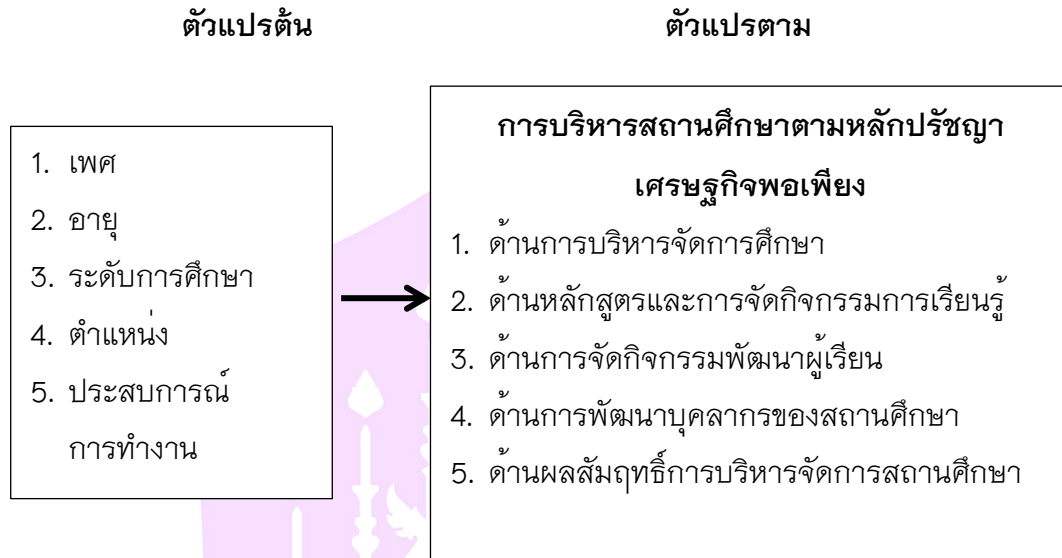 ตัวแปรต้น
ตัวแปรตาม
1. เพศ
2. อายุ
3. ระดับการศึกษา
4. ตำแหน่ง
5. ประสบการณ์
การทำงาน
การบริหารสถานศึกษาตามหลักปรัชญา
เศรษฐกิจพอเพียง
1. ด้านการบริหารจัดการศึกษา
2. ด้านหลักสูตรและการจัดกิจกรรมการเรียนรู้
3. ด้านการจัดกิจกรรมพัฒนาผู้เรียน
4. ด้านการพัฒนาบุคลากรของสถานศึกษา
5. ด้านผลสัมฤทธิ์การบริหารจัดการสถานศึกษา